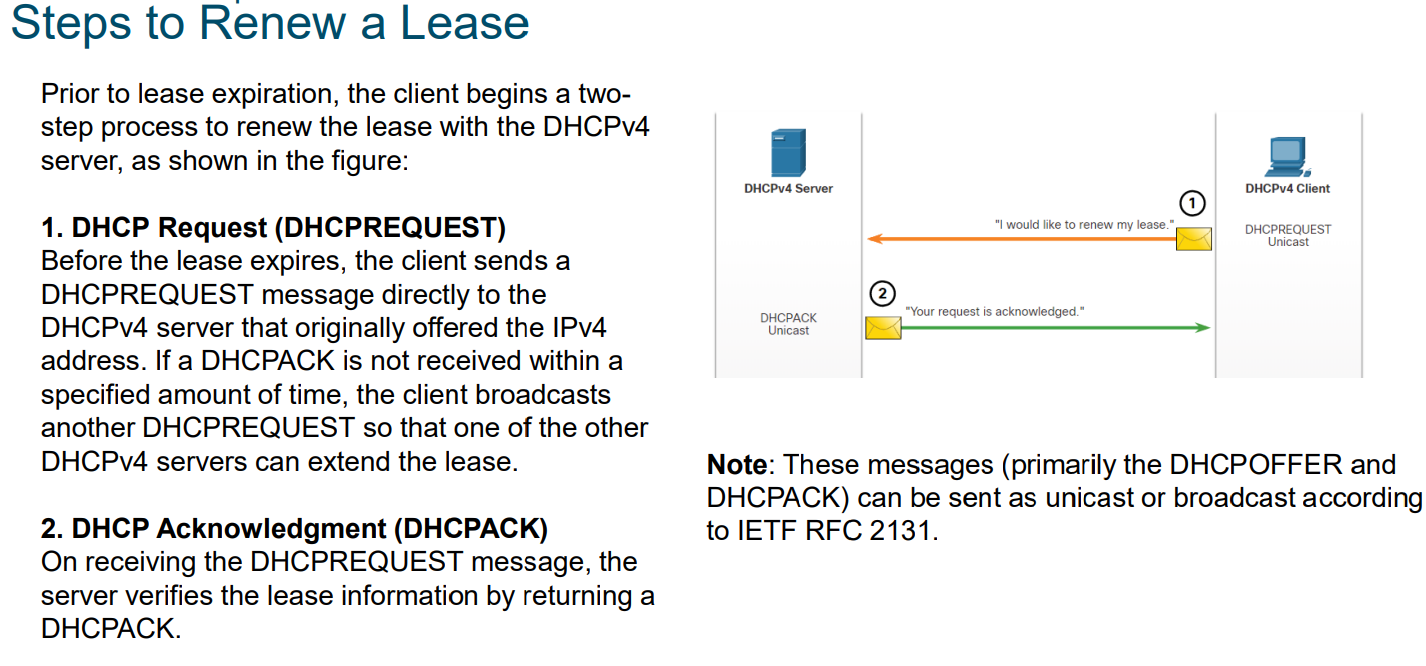 Steps to Renew a Lease
Prior to lease expiration, the client begins a two-
step process to renew the lease with the DHCPv4
server, as shown in the figure:
1. DHCP Request (DHCPREQUEST)
Before the lease expires, the client sends a
DHCPREQUEST message directly to the
DHCPv4 server that originally offered the IPv4
address. If a DHCPACK is not received within a
specified amount of time, the client broadcasts
another DHCPREQUEST so that one of the other
DHCPv4 servers can extend the lease.
2. DHCP Acknowledgment (DHCPACK)
On receiving the DHCPREQUEST message, the
server verifies the lease information by returning a
DHCPACK.
DHCPv4 Server
DHCPv4 Client
1
"I would like to renew my lease."
DHCPREQUEST
Unicast
2
"Your request is acknowledged."
DHCPACK
Unicast
Note: These messages (primarily the DHCPOFFER and
DHCPACK) can be sent as unicast or broadcast according
to IETF RFC 2131.